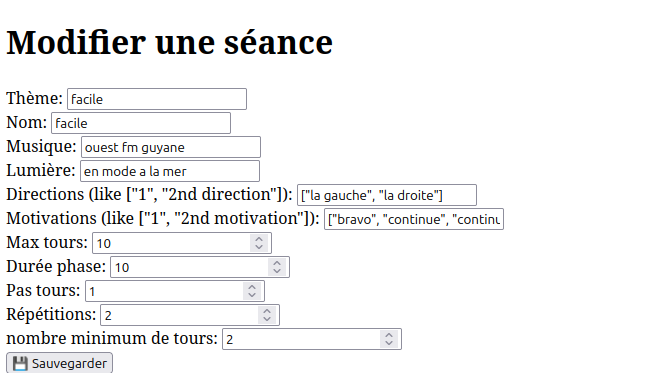 Modifier une séance
Thème: facile
Nom: facile
Musique: ouest fm guyane
Lumière: en mode a la mer
Directions (like ["1", "2nd direction"]): ["la gauche", "la droite"]
Motivations (like ["1", "2nd motivation"]): ["bravo", "continue", "continu
Max tours: 10
Durée phase: 10
Pas tours: 1
Répétitions: 2
nombre minimum de tours: 2
💾 Sauvegarder